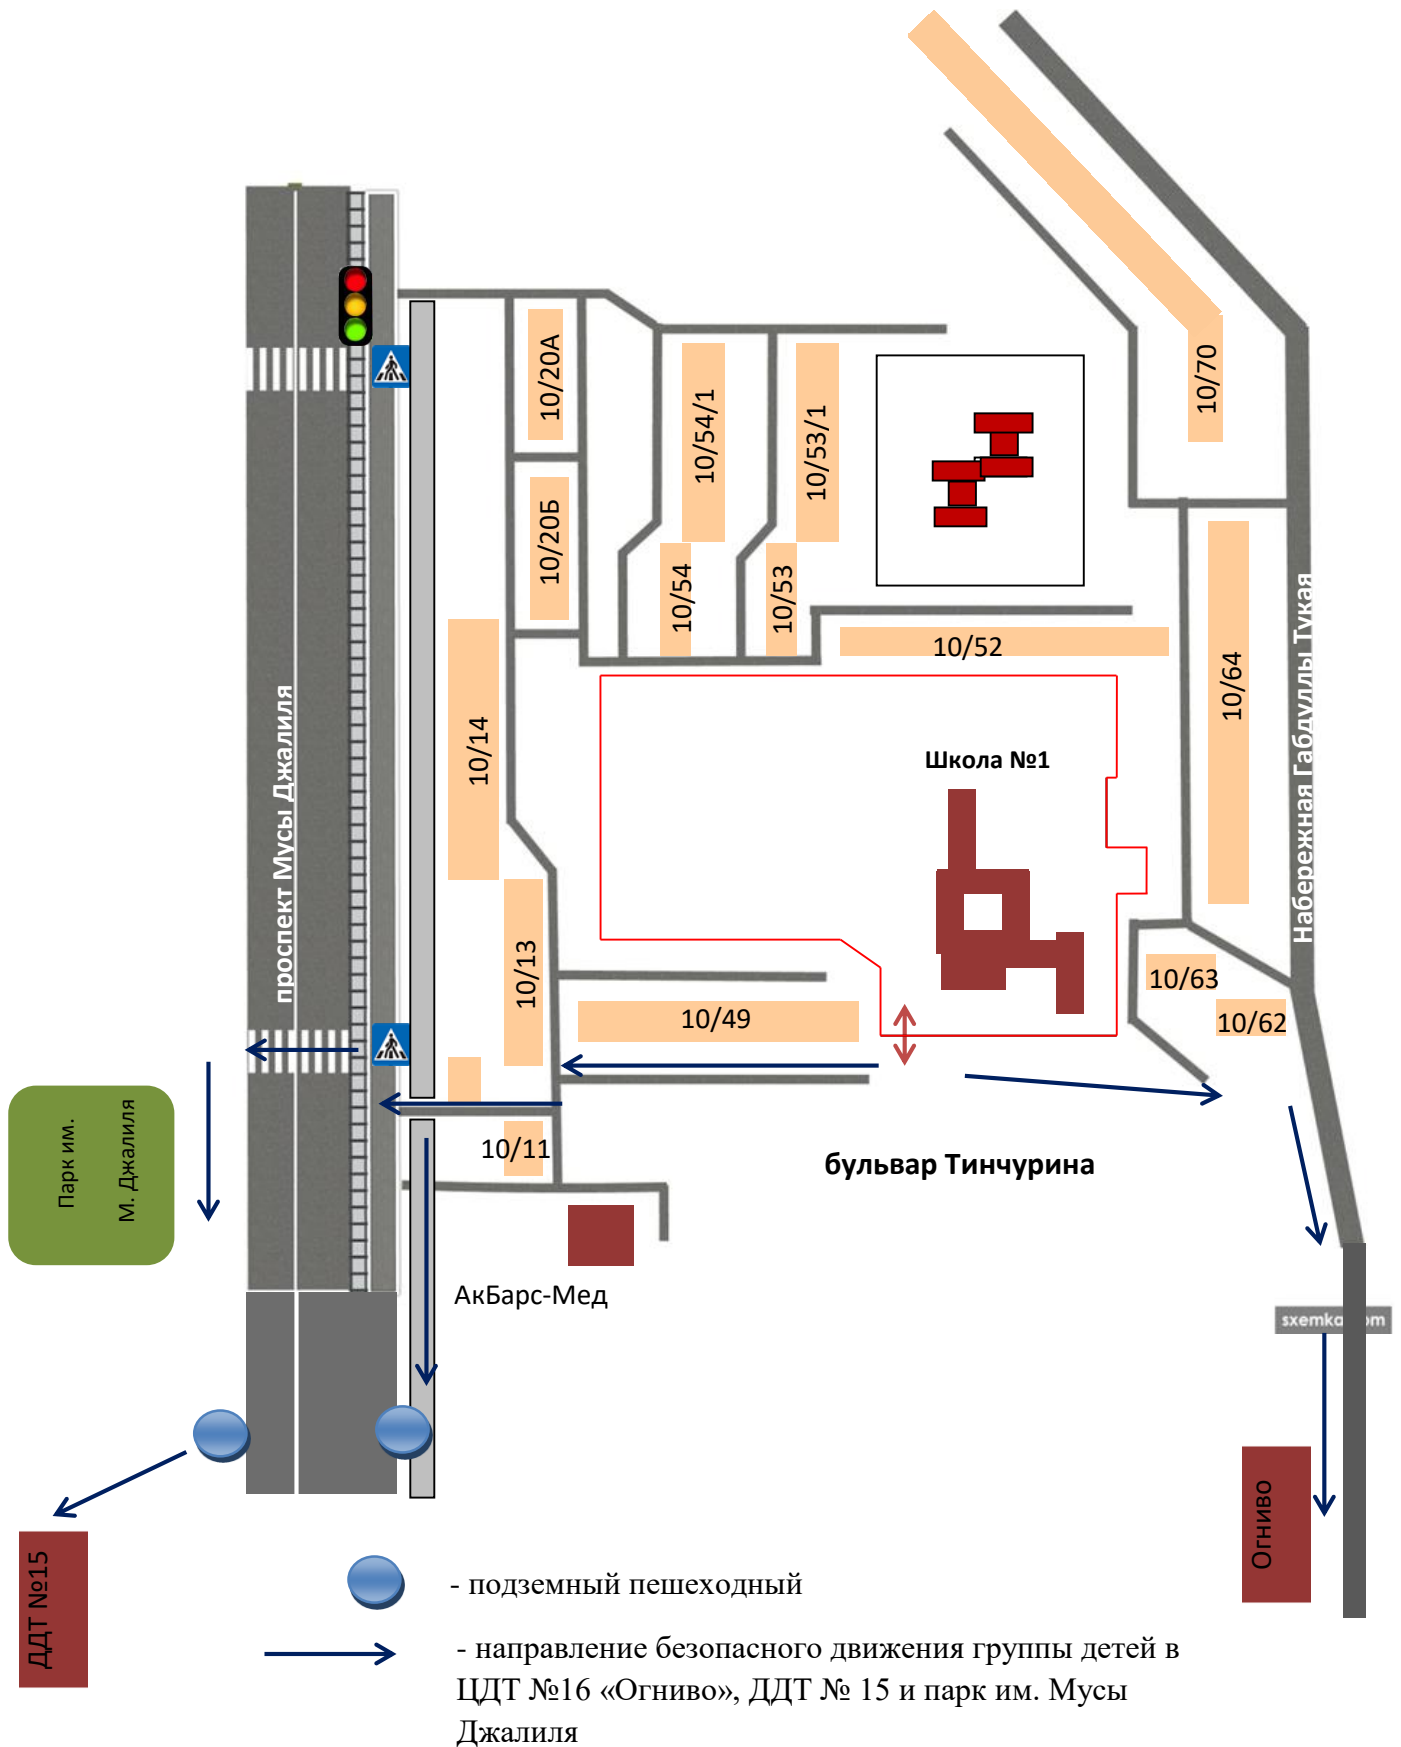 10/70
10/20А
10/54/1
10/53/1
10/20Б
10/54
10/53
10/52
10/64
Набережная Габдуллы Тукая
проспект Мусы Джалиля
10/14
Школа №1
10/13
10/49
10/63
10/62
Парк им.
М. Джалиля
10/11
бульвар Тинчурина
АкБарс-Мед
Огниво
ДДТ №15
- подземный пешеходный
- направление безопасного движения группы детей в
ЦДТ №16 «Огниво», ДДТ № 15 и парк им. Мусы
Джалиля